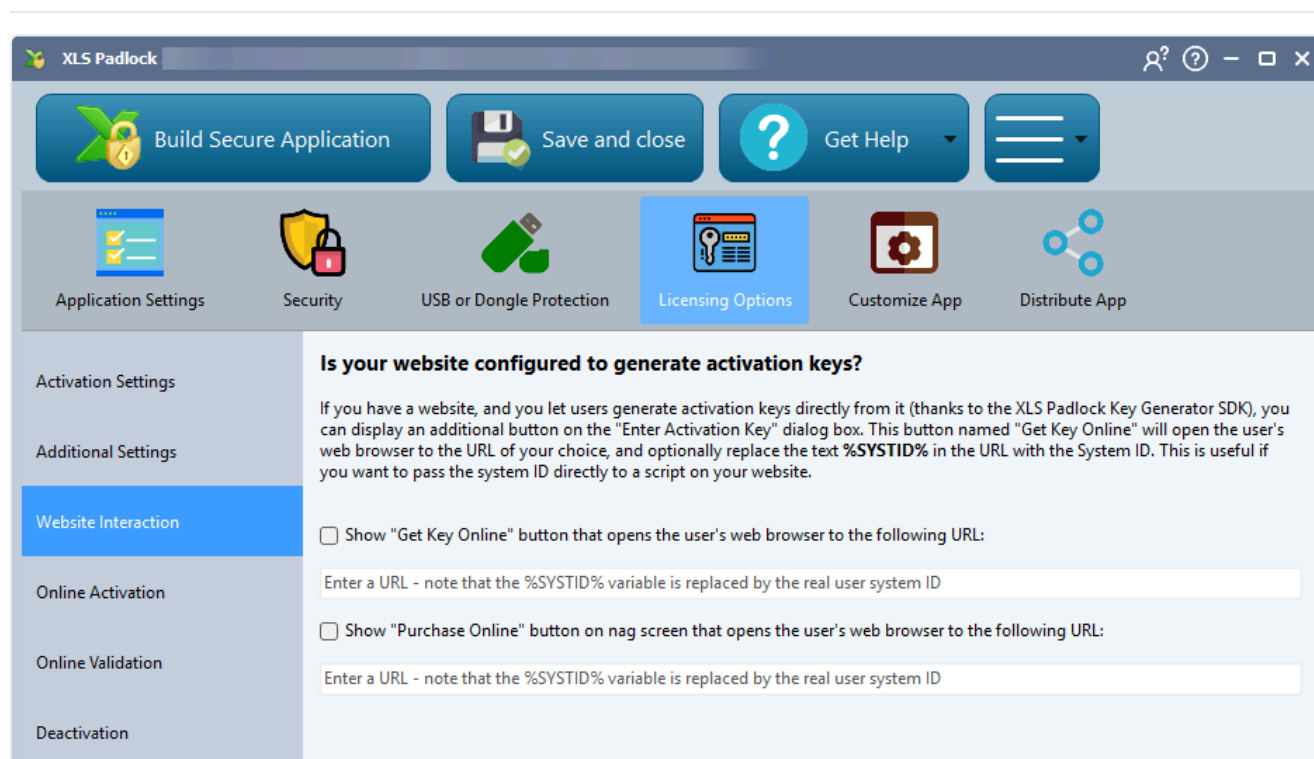 XLS Padlock
Build Secure Application
Save and close
Get Help
Application Settings
Security
USB or Dongle Protection
Licensing Options
Customize App
Distribute App
Activation Settings
Additional Settings
Website Interaction
Online Activation
Online Validation
Deactivation
Is your website configured to generate activation keys?
If you have a website, and you let users generate activation keys directly from it (thanks to the XLS Padlock Key Generator SDK), you
can display an additional button on the "Enter Activation Key" dialog box. This button named "Get Key Online" will open the user's
web browser to the URL of your choice, and optionally replace the text %SYSTID% in the URL with the System ID. This is useful if
you want to pass the system ID directly to a script on your website.
Show "Get Key Online" button that opens the user's web browser to the following URL:
Enter a URL - note that the %SYSTID% variable is replaced by the real user system ID
Show "Purchase Online" button on nag screen that opens the user's web browser to the following URL:
Enter a URL - note that the %SYSTID% variable is replaced by the real user system ID